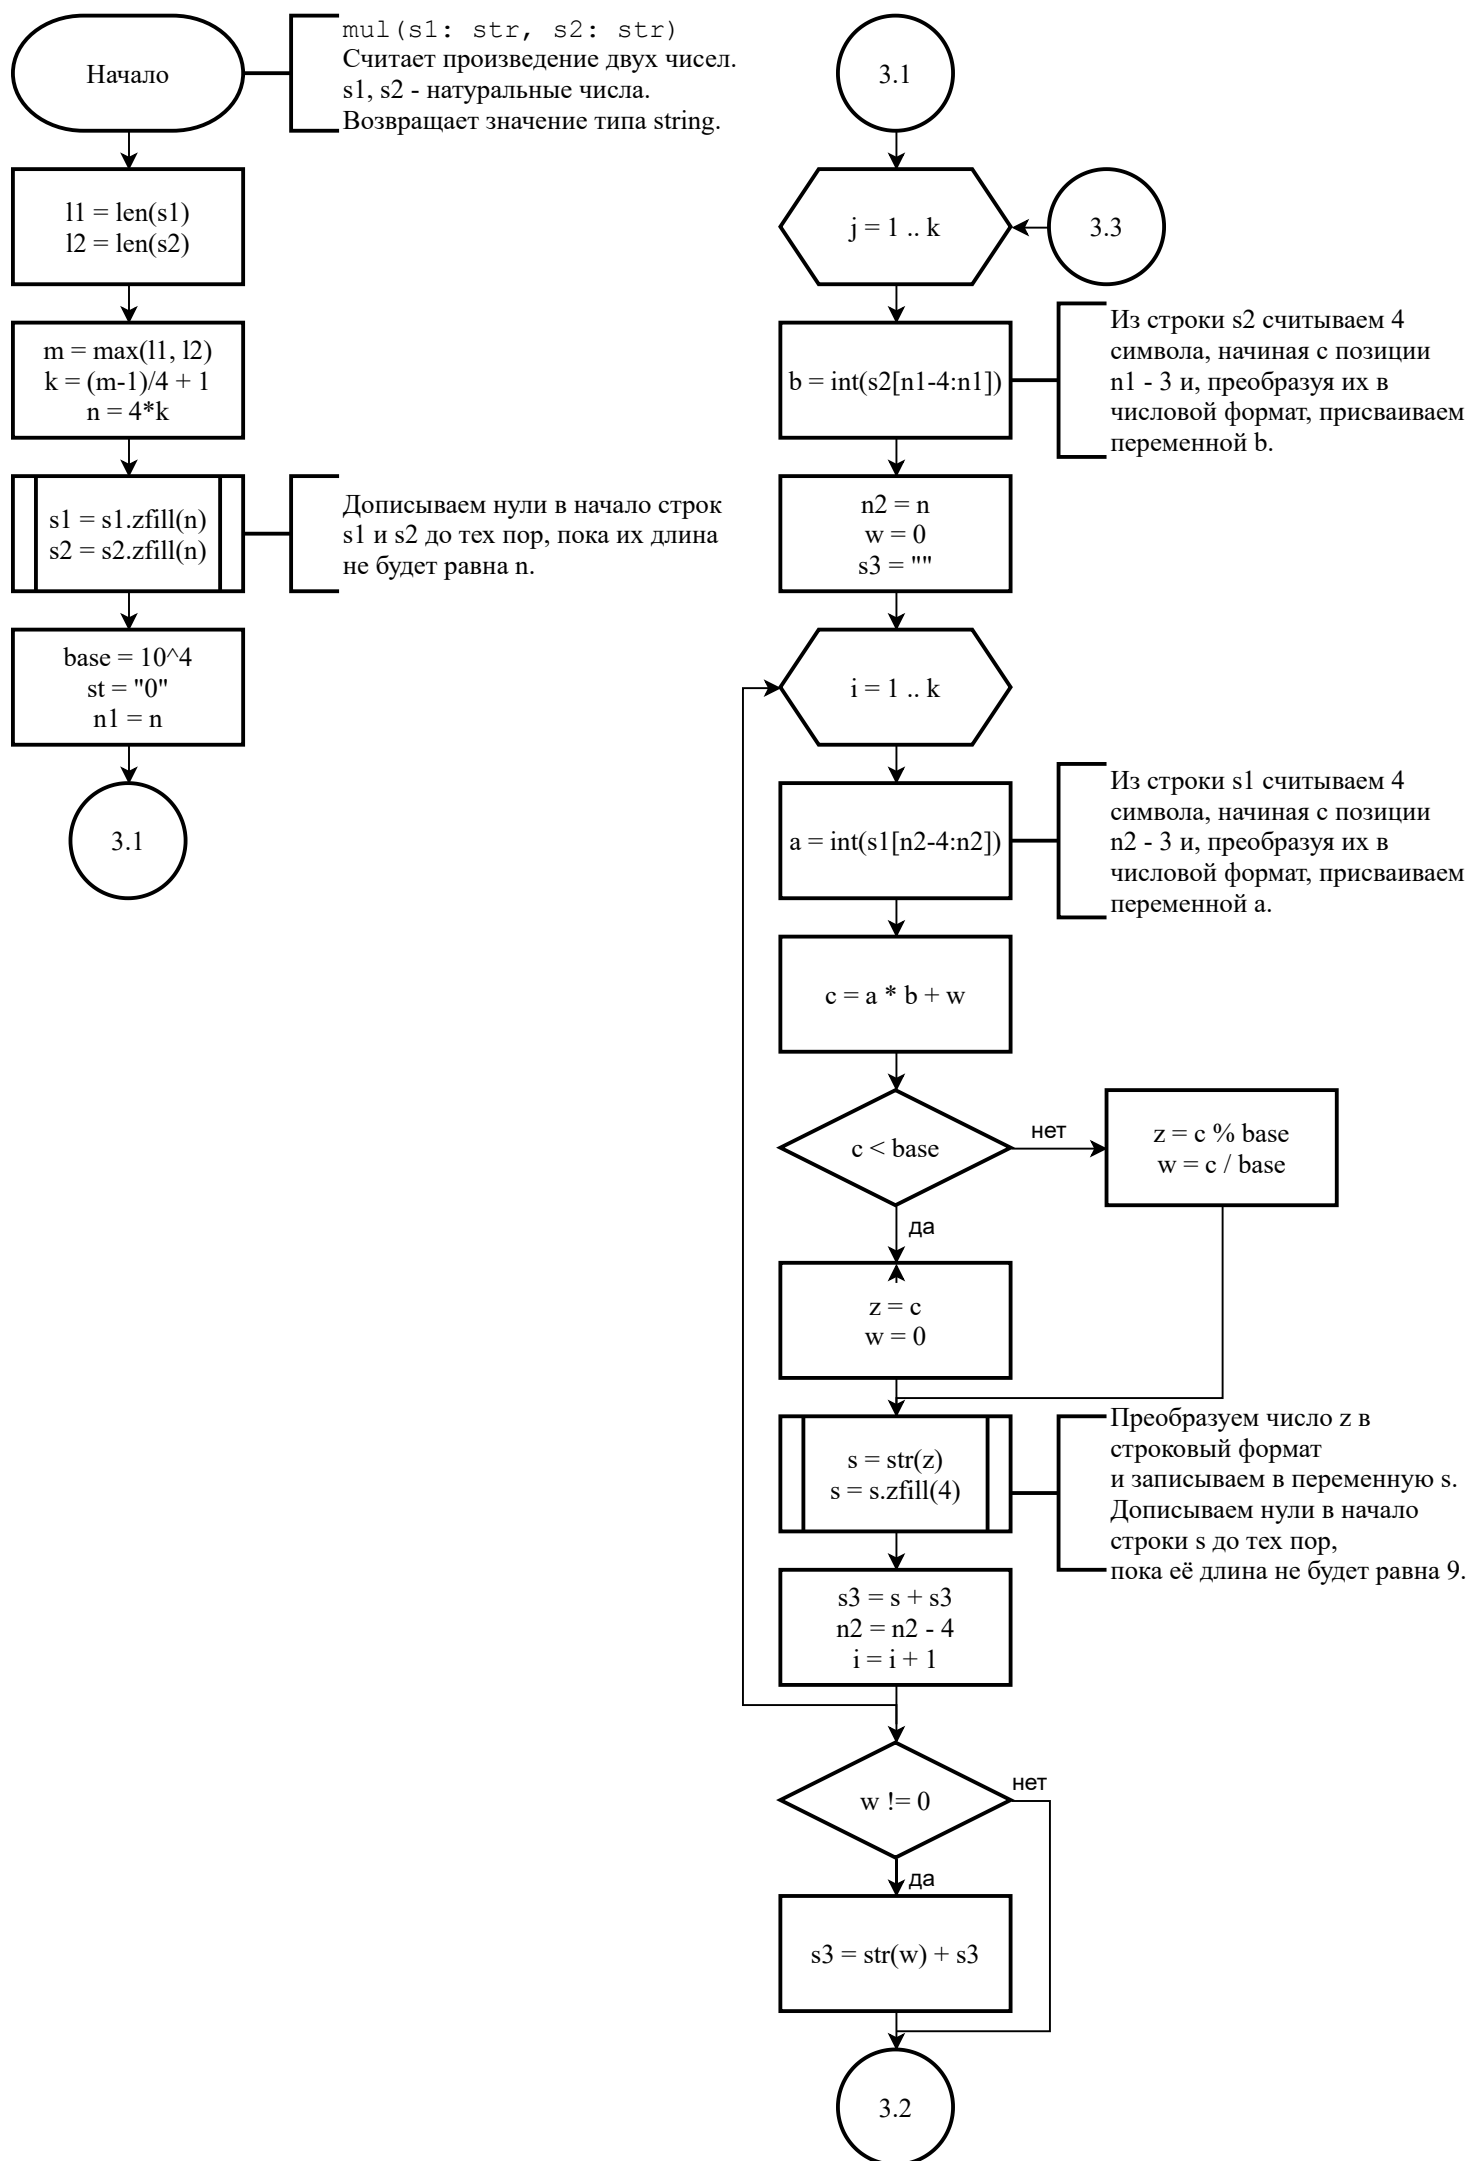 Начало
mul(s1: str, s2: str)
Считает произведение двух чисел.
s1, s2 - натуральные числа.
Возвращает значение типа string.
l1 = len(s1)
l2 = len(s2)
m = max(l1, l2)
k = (m-1)/4 + 1
n = 4*k
s1 = s1.zfill(n)
s2 = s2.zfill(n)
Дописываем нули в начало строк
s1 и s2 до тех пор, пока их длина
не будет равна n.
base = 10^4
st = "0"
n1 = n
3.1
3.1
j = 1 .. k
3.3
b = int(s2[n1-4:n1])
Из строки s2 считываем 4
символа, начиная с позиции
n1 - 3 и, преобразуя их в
числовой формат, присваиваем
переменной b.
n2 = n
w = 0
s3 = ""
i = 1 .. k
a = int(s1[n2-4:n2])
Из строки s1 считываем 4
символа, начиная с позиции
n2 - 3 и, преобразуя их в
числовой формат, присваиваем
переменной a.
c = a * b + w
c < base
нет
z = c % base
w = c / base
да
z = c
w = 0
s = str(z)
s = s.zfill(4)
Преобразуем число z в
строковый формат
и записываем в переменную s.
Дописываем нули в начало
строки s до тех пор,
пока её длина не будет равна 9.
s3 = s + s3
n2 = n2 - 4
i = i + 1
w != 0
нет
да
s3 = str(w) + s3
3.2